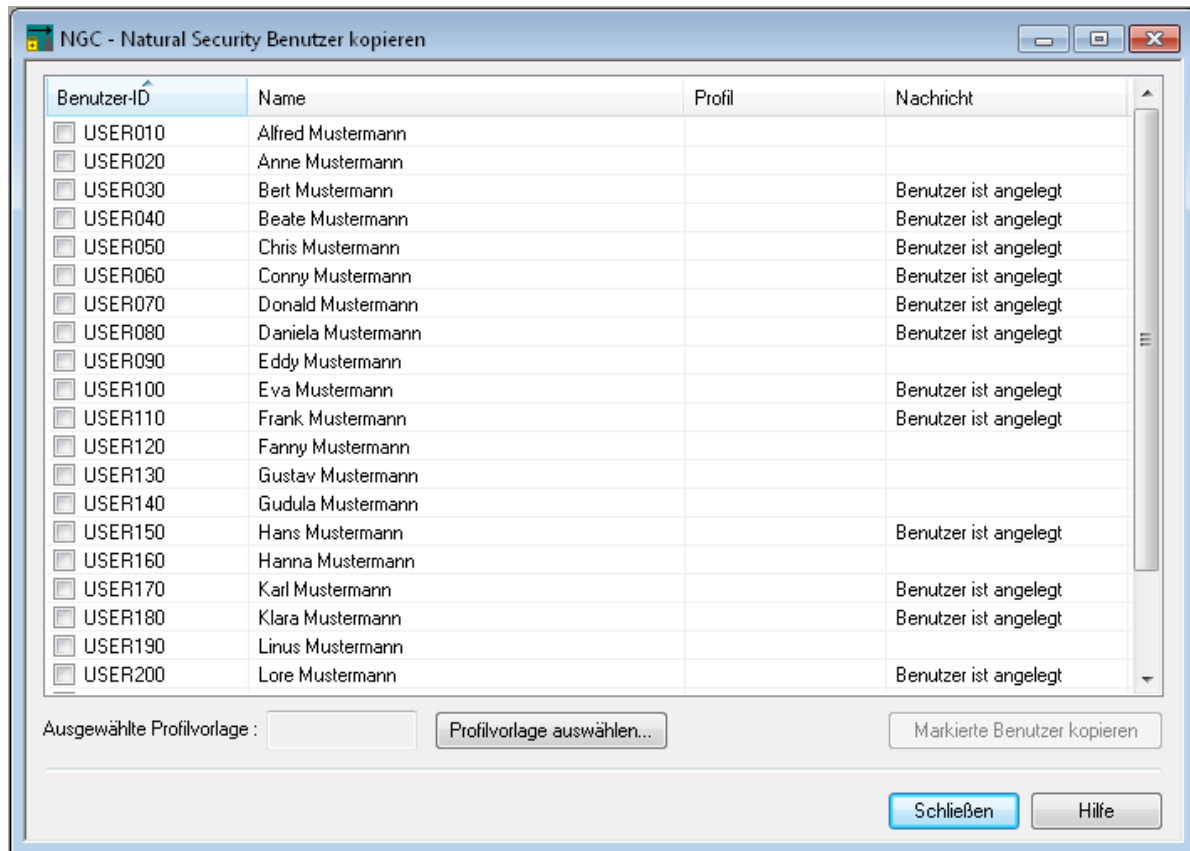 NGC - Natural Security Benutzer kopieren
Benutzer-ID Name Profil Nachricht
USER010 Alfred Mustermann
USER020 Anne Mustermann
USER030 Bert Mustermann Benutzer ist angelegt
USER040 Beate Mustermann Benutzer ist angelegt
USER050 Chris Mustermann Benutzer ist angelegt
USER060 Conny Mustermann Benutzer ist angelegt
USER070 Donald Mustermann Benutzer ist angelegt
USER080 Daniela Mustermann Benutzer ist angelegt
USER090 Eddy Mustermann
USER100 Eva Mustermann Benutzer ist angelegt
USER110 Frank Mustermann Benutzer ist angelegt
USER120 Fanny Mustermann
USER130 Gustav Mustermann
USER140 Gudula Mustermann
USER150 Hans Mustermann Benutzer ist angelegt
USER160 Hanna Mustermann
USER170 Karl Mustermann Benutzer ist angelegt
USER180 Klara Mustermann Benutzer ist angelegt
USER190 Linus Mustermann
USER200 Lore Mustermann Benutzer ist angelegt
Ausgewählte Profilvorlage : Profilvorlage auswählen... Markierte Benutzer kopieren
Schließen Hilfe